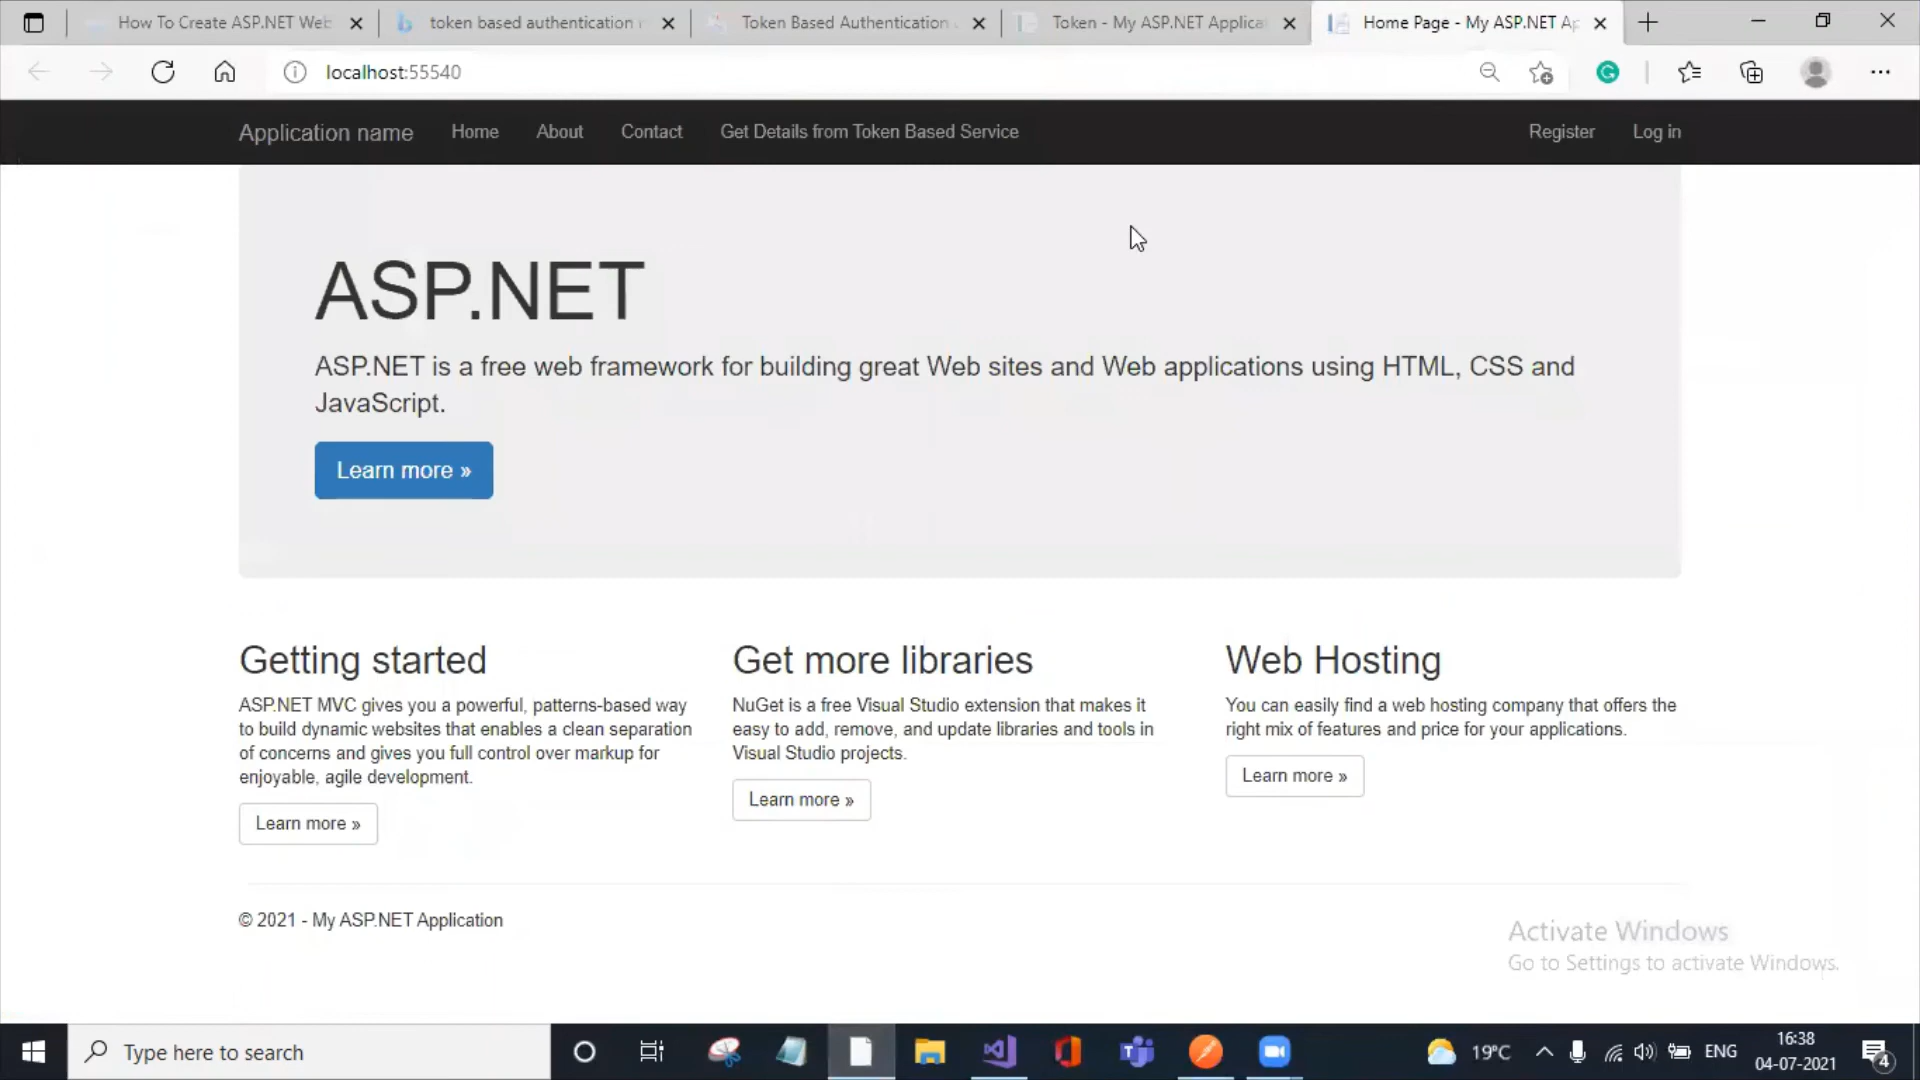 How To Create ASP.NET Web
token based authentication
Token Based Authentication
Token - My ASP.NET Applica
Home Page - My ASP.NET Ap
localhost:55540
Application name
Home
About
Contact
Get Details from Token Based Service
Register
Log in
ASP.NET
ASP.NET is a free web framework for building great Web sites and Web applications using HTML, CSS and
JavaScript.
Learn more »
Getting started
ASP.NET MVC gives you a powerful, patterns-based way
to build dynamic websites that enables a clean separation
of concerns and gives you full control over markup for
enjoyable, agile development.
Learn more »
Get more libraries
NuGet is a free Visual Studio extension that makes it
easy to add, remove, and update libraries and tools in
Visual Studio projects.
Learn more »
Web Hosting
You can easily find a web hosting company that offers the
right mix of features and price for your applications.
Learn more »
© 2021 - My ASP.NET Application
Activate Windows
Go to Settings to activate Windows.
Type here to search
19°C
ENG
16:38
04-07-2021
4